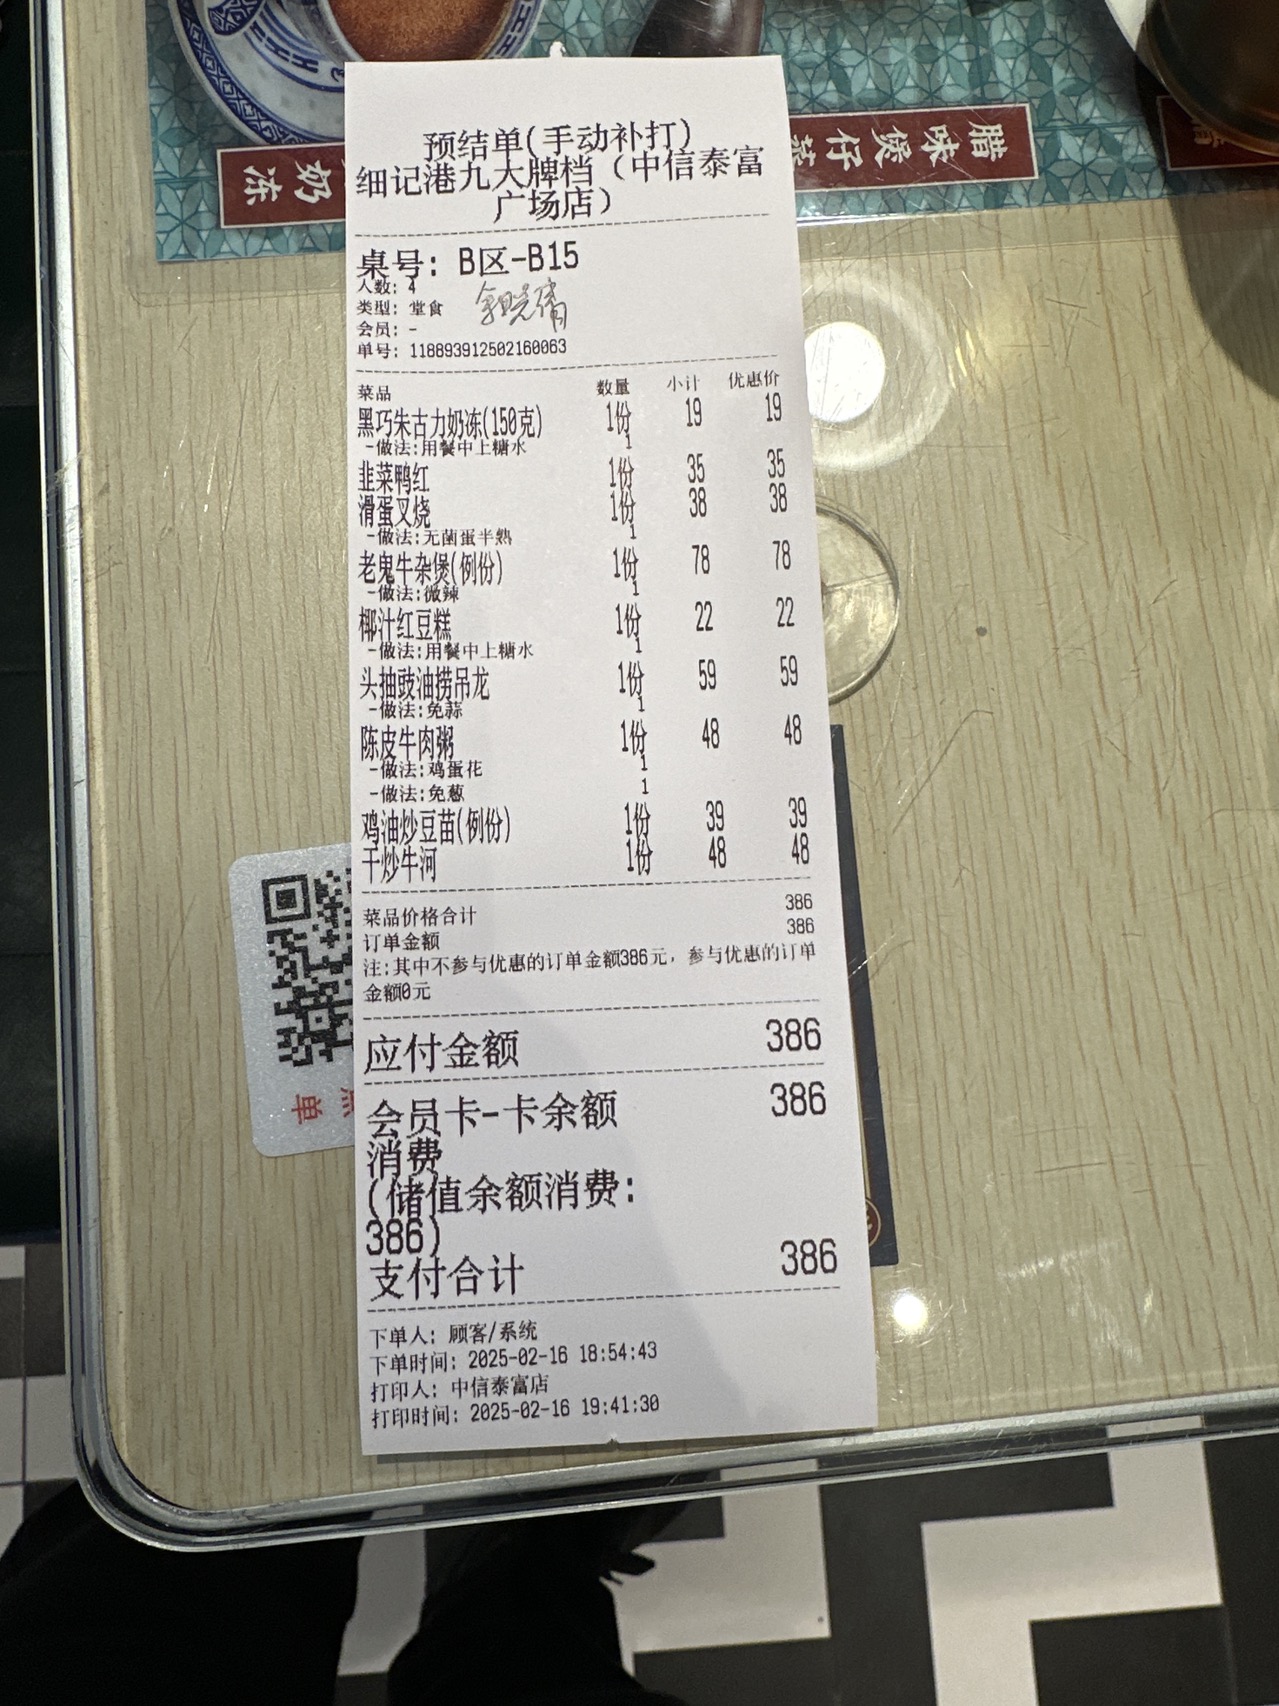 腊味煲仔菜
奶冻
预结单(手动补打)
细记港九大牌档（中信泰富
广场店）
桌号: B区-B15
人数: 4
类型: 堂食
会员: -
单号: 118893912502160063
菜品 数量 小计 优惠价
黑巧朱古力奶冻(150克) 1份 19 19
-做法:用餐中上糖水 1
韭菜鸭红 1份 35 35
滑蛋叉烧 1份 38 38
-做法:无菌蛋半熟 1
老鬼牛杂煲(例份) 1份 78 78
-做法:微辣 1
椰汁红豆糕 1份 22 22
-做法:用餐中上糖水 1
头抽豉油捞吊龙 1份 59 59
-做法:免蒜 1
陈皮牛肉粥 1份 48 48
-做法:鸡蛋花 1
-做法:免葱 1
鸡油炒豆苗(例份) 1份 39 39
干炒牛河 1份 48 48
菜品价格合计 386
订单金额 386
注:其中不参与优惠的订单金额386元，参与优惠的订单
金额0元
应付金额 386
会员卡-卡余额 386
消费
(储值余额消费:
386)
支付合计 386
下单人: 顾客/系统
下单时间: 2025-02-16 18:54:43
打印人: 中信泰富店
打印时间: 2025-02-16 19:41:30
单